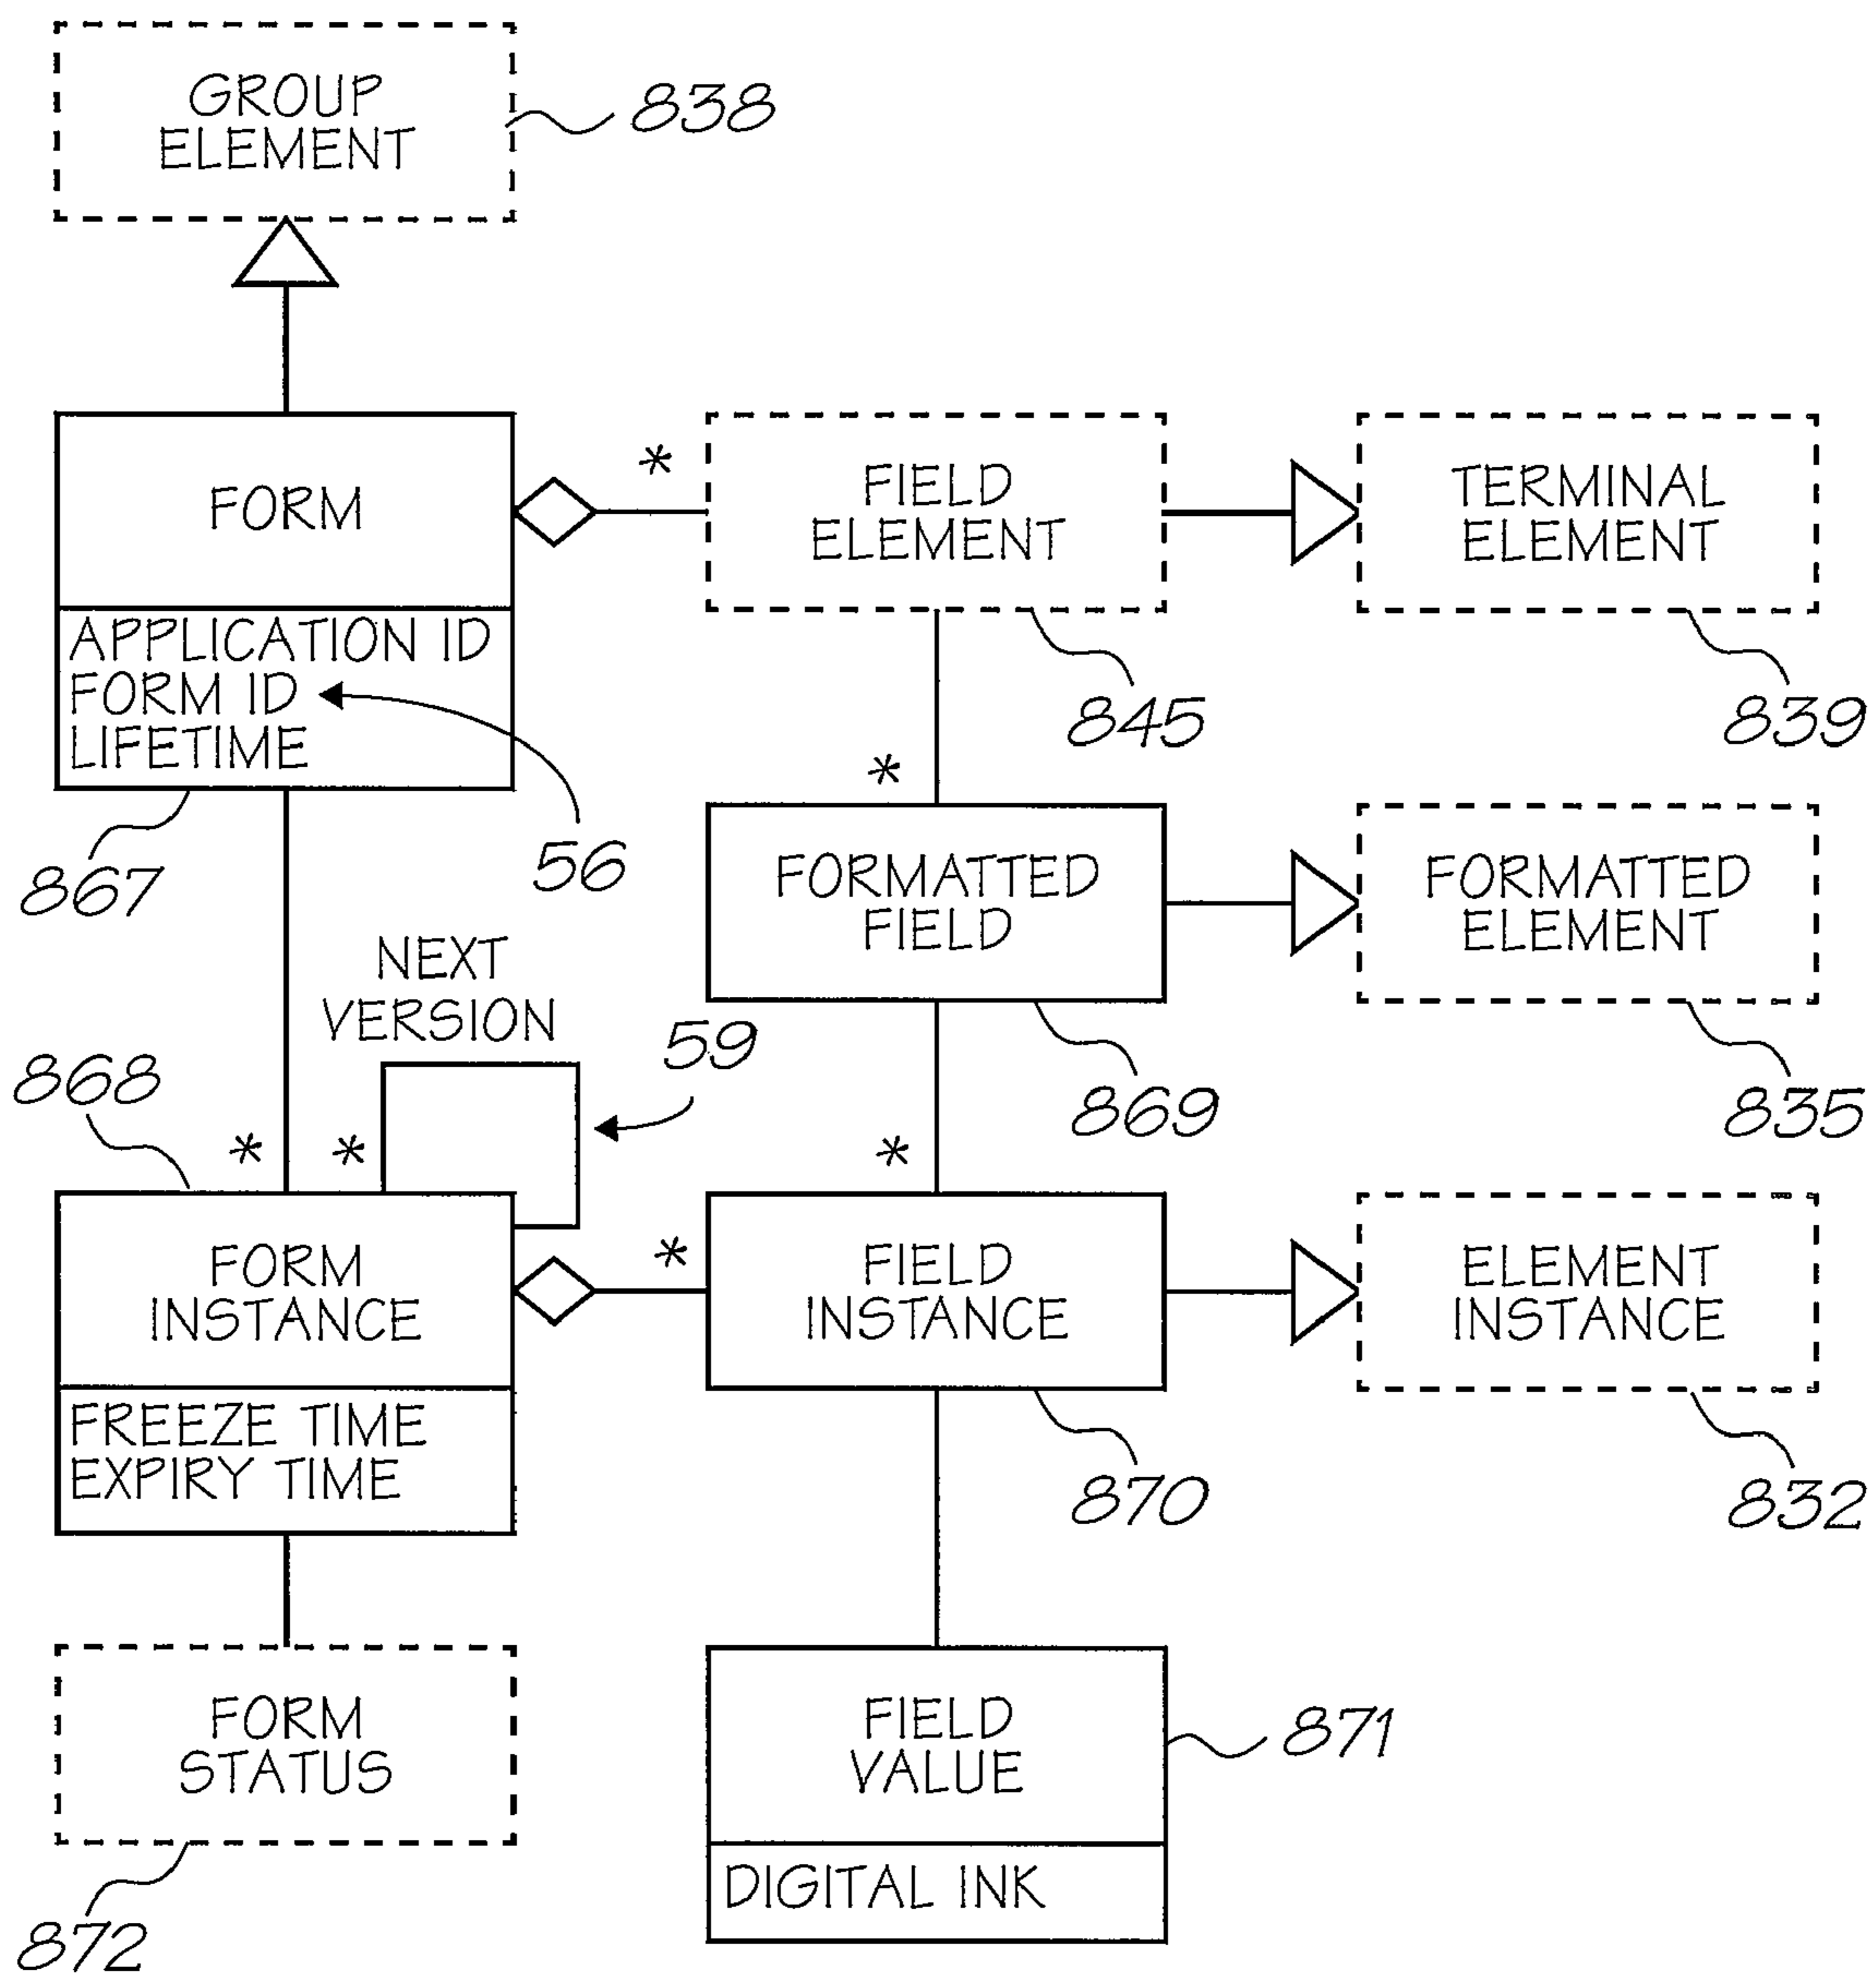 GROUP
ELEMENT
838
FORM
*
FIELD
ELEMENT
TERMINAL
ELEMENT
APPLICATION ID
FORM ID
LIFETIME
845
839
*
56
867
FORMATTED
FIELD
FORMATTED
ELEMENT
NEXT
VERSION
59
868
869
835
*
*
*
FORM
INSTANCE
*
FIELD
INSTANCE
ELEMENT
INSTANCE
FREEZE TIME
EXPIRY TIME
870
832
FORM
STATUS
FIELD
VALUE
871
DIGITAL INK
872